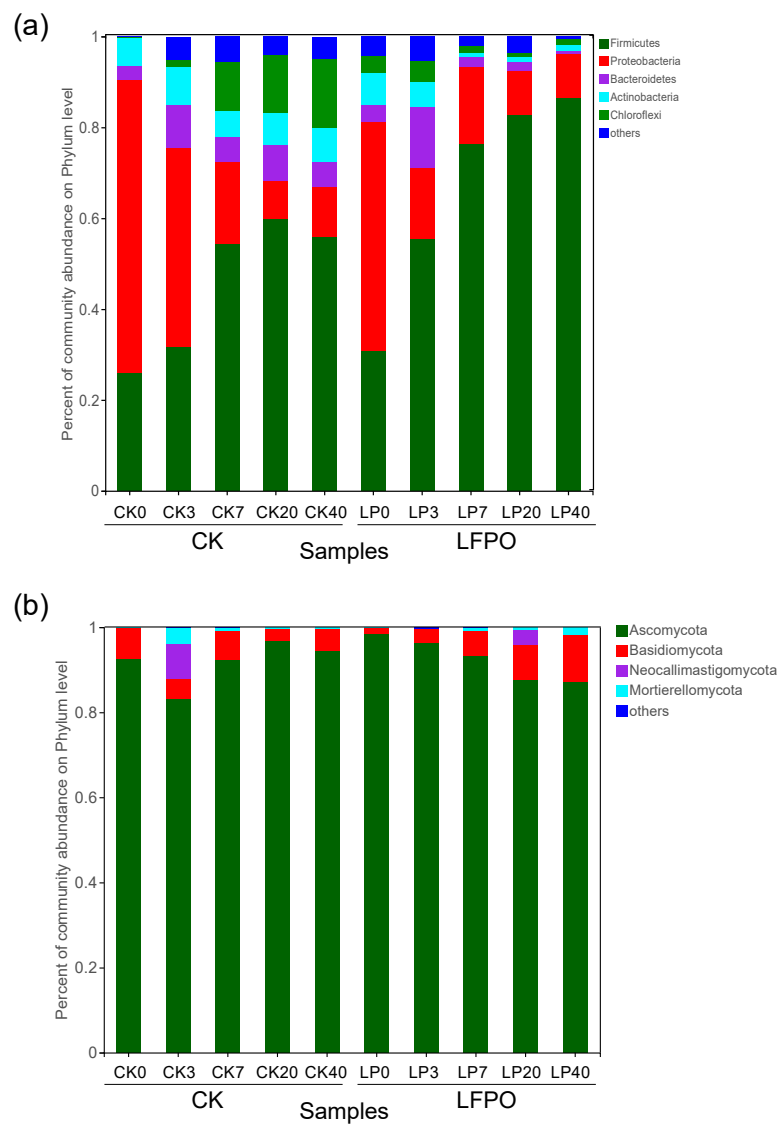 (a)
Percent of community abundance on Phylum level
1
0.8
0.6
0.4
0.2
0
Firmicutes
Proteobacteria
Bacteroidetes
Actinobacteria
Chloroflexi
others
CK0 CK3 CK7 CK20 CK40 LP0 LP3 LP7 LP20 LP40
CK LFPO
Samples
(b)
Percent of community abundance on Phylum level
1
0.8
0.6
0.4
0.2
0
Ascomycota
Basidiomycota
Neocallimastigomycota
Mortierellomycota
others
CK0 CK3 CK7 CK20 CK40 LP0 LP3 LP7 LP20 LP40
CK LFPO
Samples